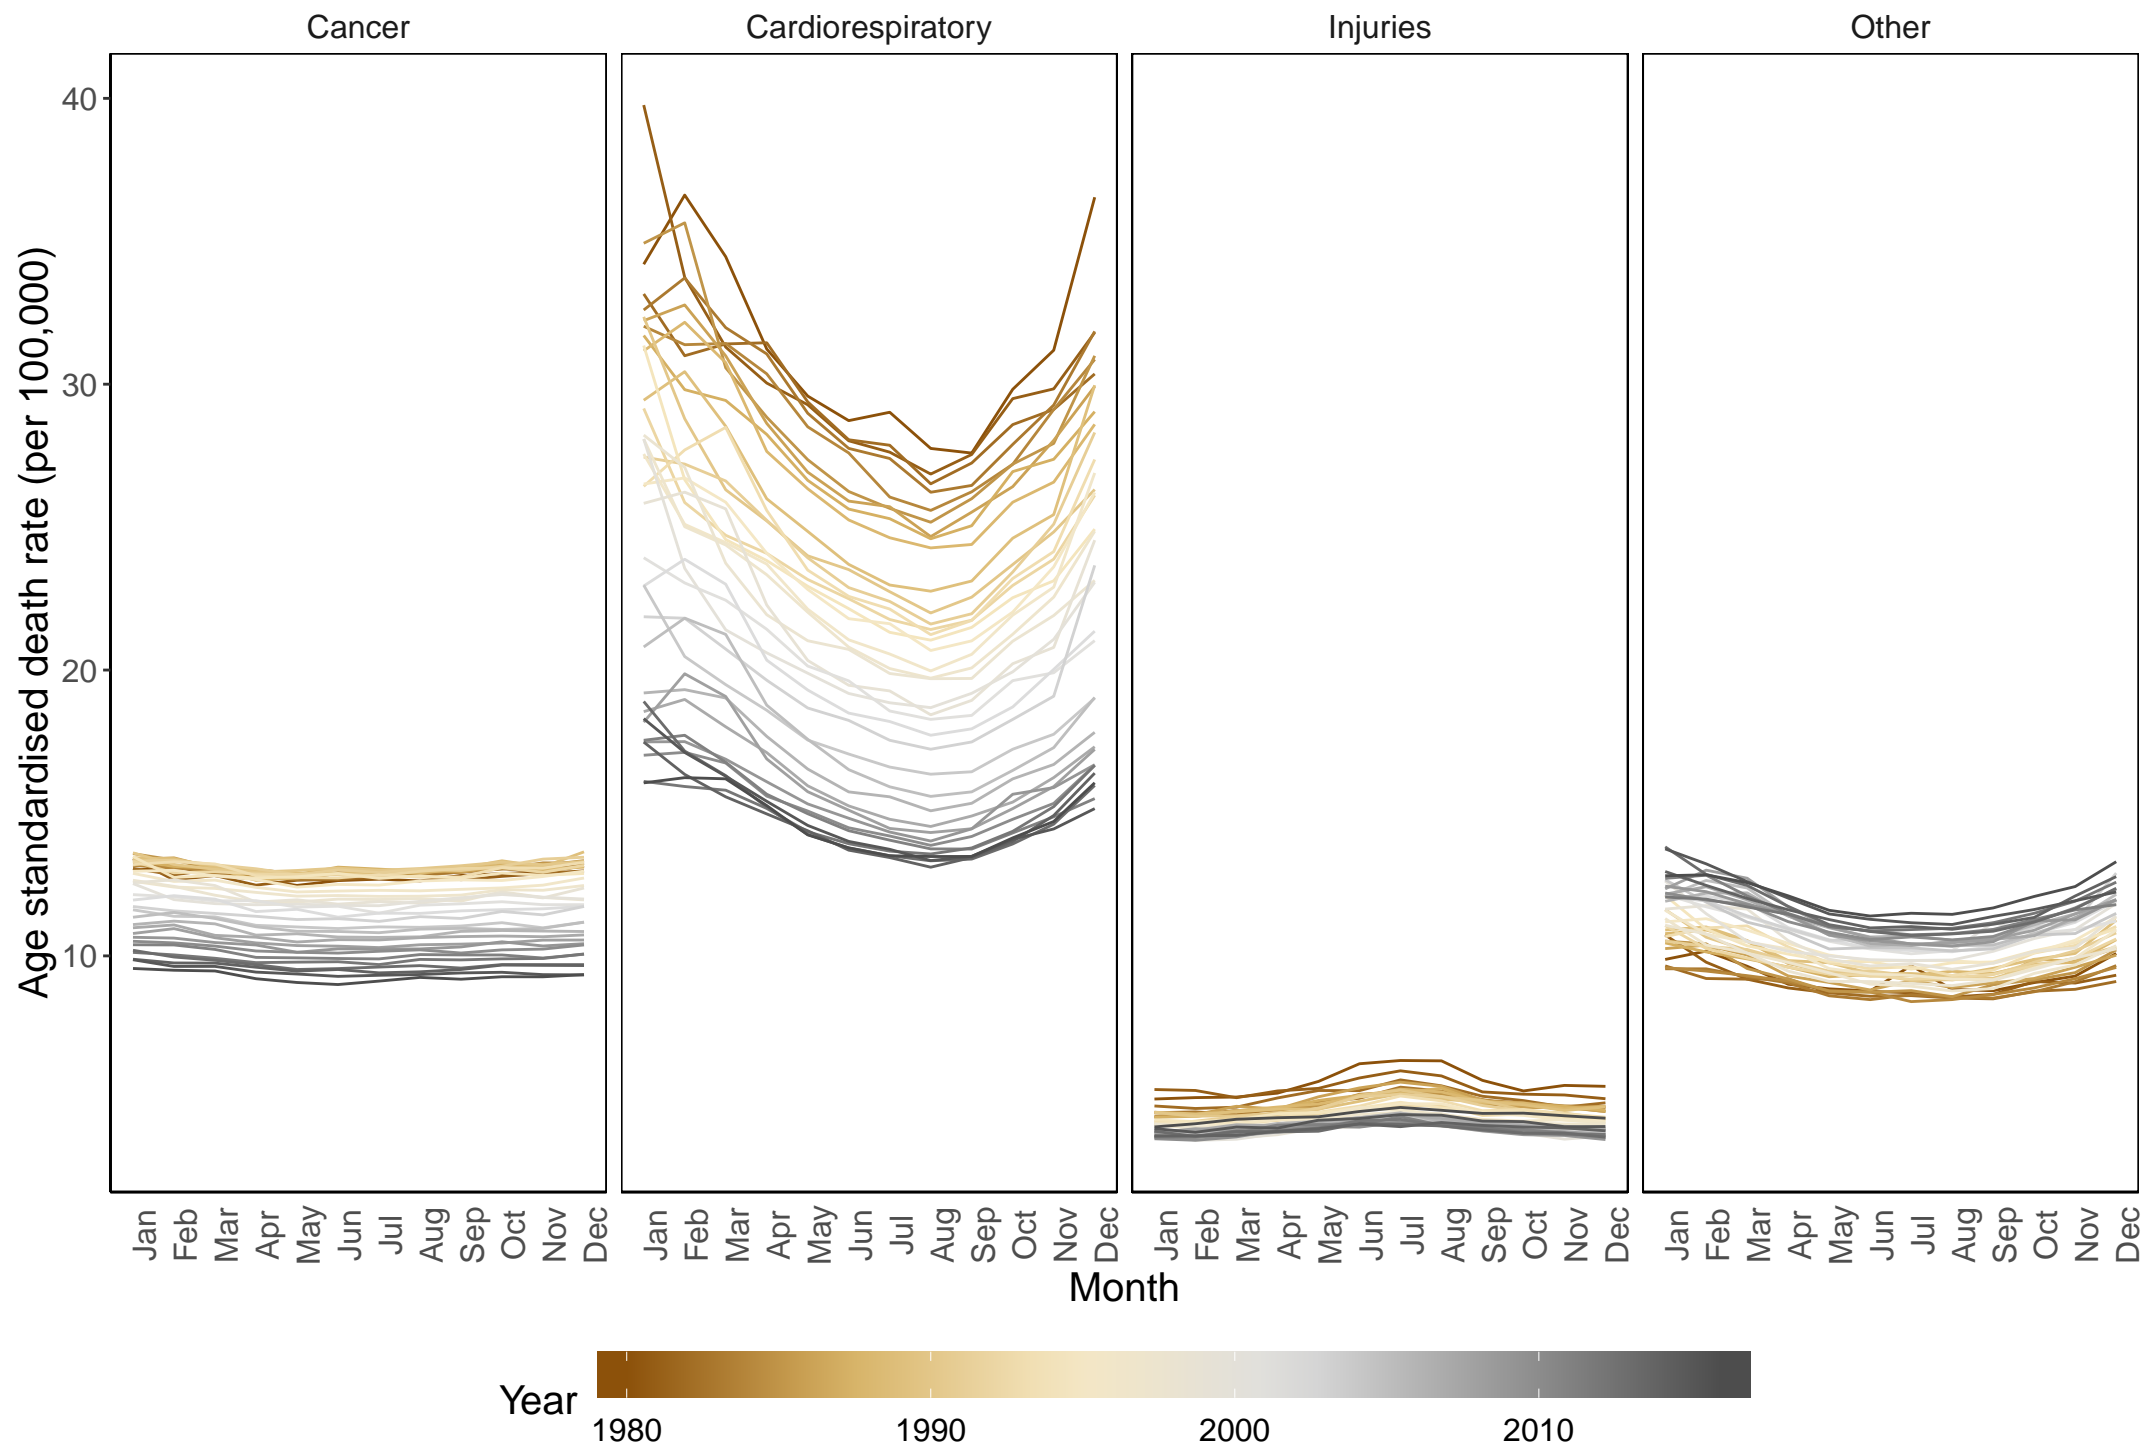 Cancer Cardiorespiratory Injuries Other
Age standardised death rate (per 100,000)
40
30
20
10
Jan Feb Mar Apr May Jun Jul Aug Sep Oct Nov Dec Jan Feb Mar Apr May Jun Jul Aug Sep Oct Nov Dec Jan Feb Mar Apr May Jun Jul Aug Sep Oct Nov Dec Jan Feb Mar Apr May Jun Jul Aug Sep Oct Nov Dec
Month
Year
1980 1990 2000 2010